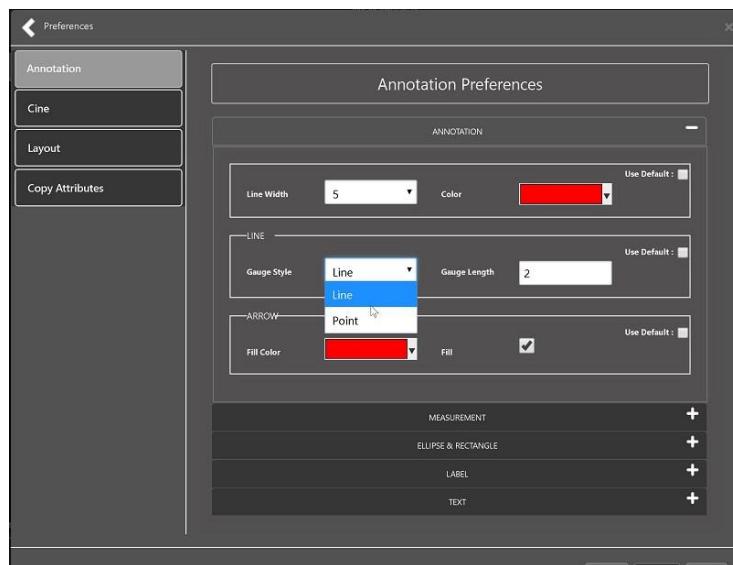 Preferences
Annotation
Cine
Layout
Copy Attributes
Annotation Preferences
ANNOTATION
Use Default :
Line Width 5 Color
LINE
Use Default :
Gauge Style Line Gauge Length 2
Line
Point
ARROW
Use Default :
Fill Color Fill
MEASUREMENT
ELLIPSE & RECTANGLE
LABEL
TEXT